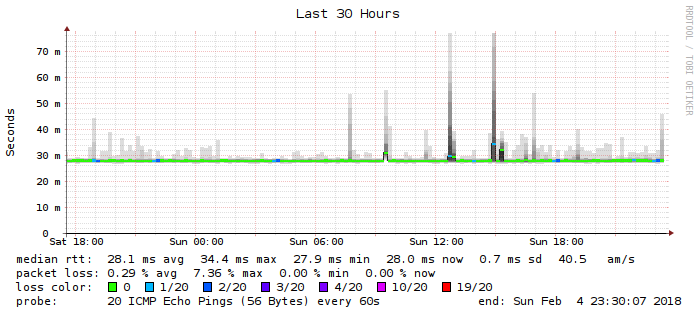 Last 30 Hours
RRDTOOL / TOBI OETIKER
Seconds
70 m
60 m
50 m
40 m
30 m
20 m
10 m
0
Sat 18:00 Sun 00:00 Sun 06:00 Sun 12:00 Sun 18:00
median rtt: 28.1 ms avg 34.4 ms max 27.9 ms min 28.0 ms now 0.7 ms sd 40.5 am/s
packet loss: 0.29 % avg 7.36 % max 0.00 % min 0.00 % now
loss color: 0 1/20 2/20 3/20 4/20 10/20 19/20
probe: 20 ICMP Echo Pings (56 Bytes) every 60s end: Sun Feb 4 23:30:07 2018